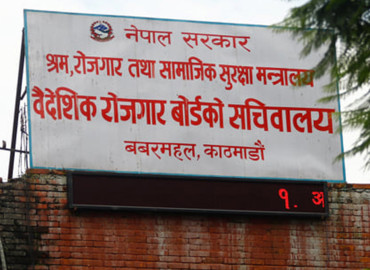 नेपाल सरकार
श्रम, रोजगार तथा सामाजिक सुरक्षा मन्त्रालय
वैदेशिक रोजगार बोर्डको सचिवालय
बबरमहल, काठमाडौं
१. अ